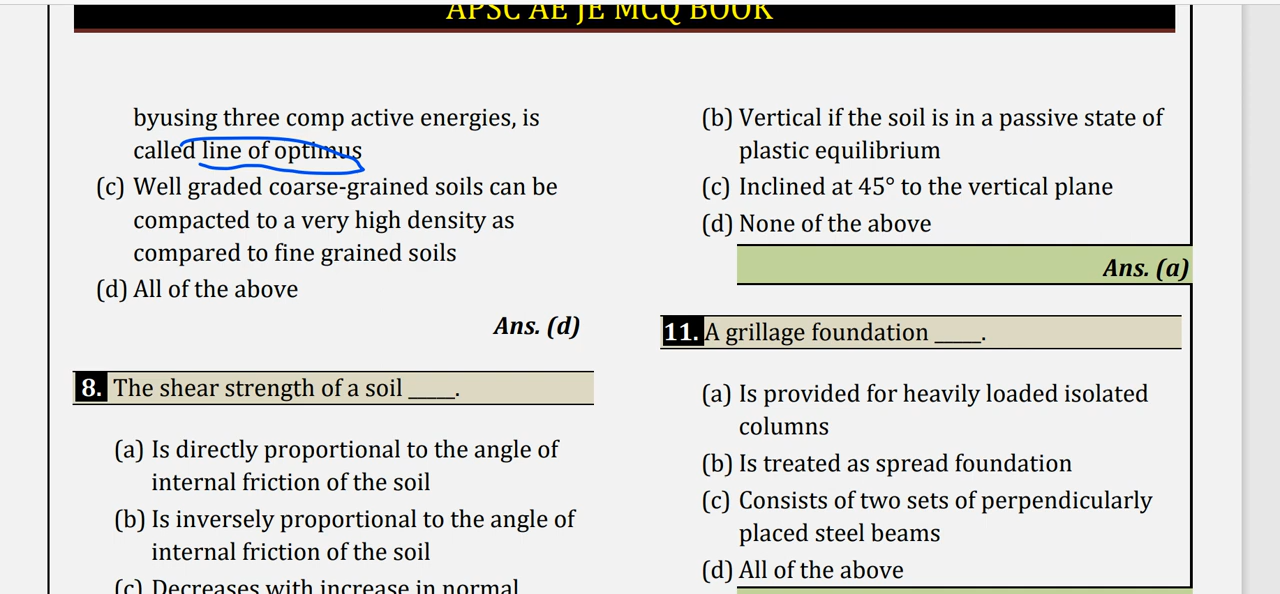 APSC AE JE MCQ BOOK
byusing three comp active energies, is
called line of optimus
(c) Well graded coarse-grained soils can be
compacted to a very high density as
compared to fine grained soils
(d) All of the above
Ans. (d)
8. The shear strength of a soil _____.
(a) Is directly proportional to the angle of
internal friction of the soil
(b) Is inversely proportional to the angle of
internal friction of the soil
(c) Decreases with increase in normal
(b) Vertical if the soil is in a passive state of
plastic equilibrium
(c) Inclined at 45° to the vertical plane
(d) None of the above
Ans. (a)
11. A grillage foundation _____.
(a) Is provided for heavily loaded isolated
columns
(b) Is treated as spread foundation
(c) Consists of two sets of perpendicularly
placed steel beams
(d) All of the above